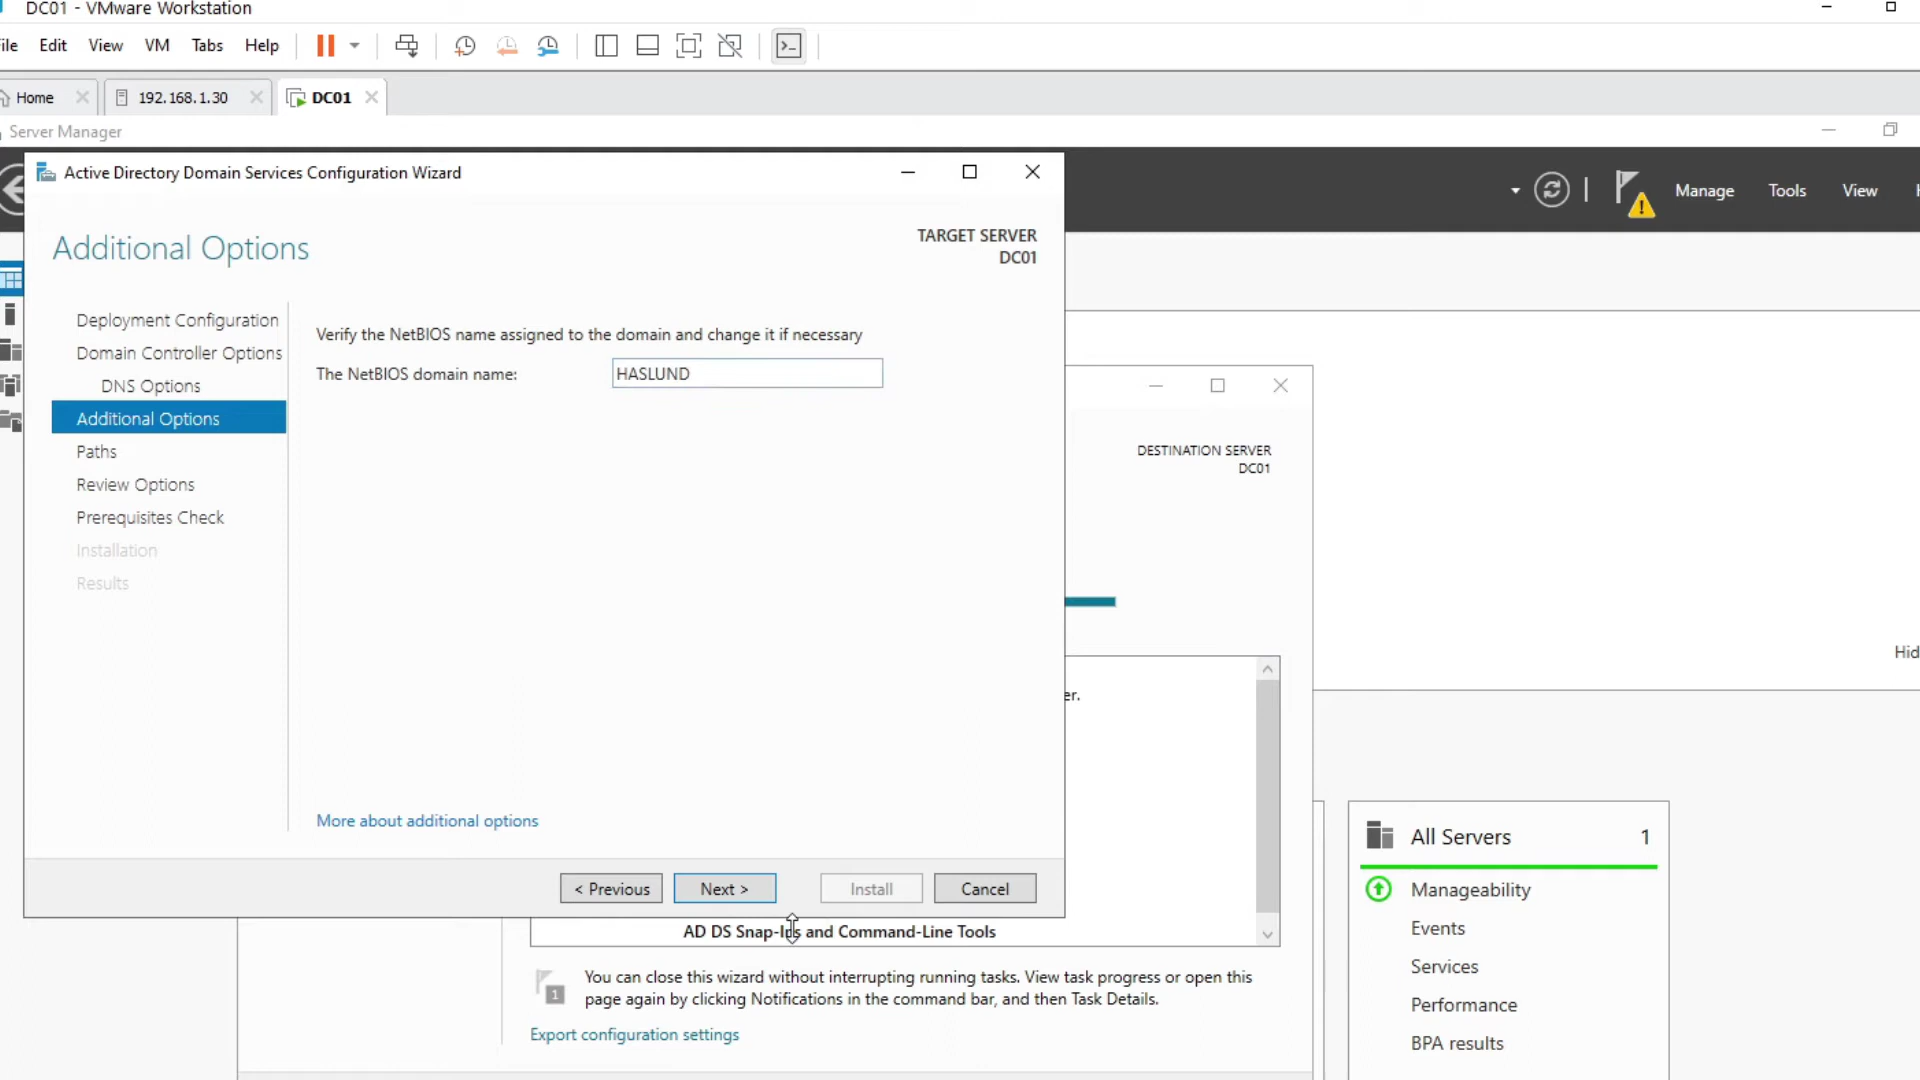 DC01 - VMware Workstation
File Edit View VM Tabs Help
Home 192.168.1.30 DC01
Server Manager
Active Directory Domain Services Configuration Wizard
Manage Tools View
Additional Options
TARGET SERVER
DC01
Deployment Configuration
Domain Controller Options
DNS Options
Additional Options
Paths
Review Options
Prerequisites Check
Installation
Results
Verify the NetBIOS name assigned to the domain and change it if necessary
The NetBIOS domain name: HASLUND
More about additional options
< Previous Next > Install Cancel
DESTINATION SERVER
DC01
er.
AD DS Snap-Ins and Command-Line Tools
1 You can close this wizard without interrupting running tasks. View task progress or open this
page again by clicking Notifications in the command bar, and then Task Details.
Export configuration settings
Hid
All Servers 1
Manageability
Events
Services
Performance
BPA results